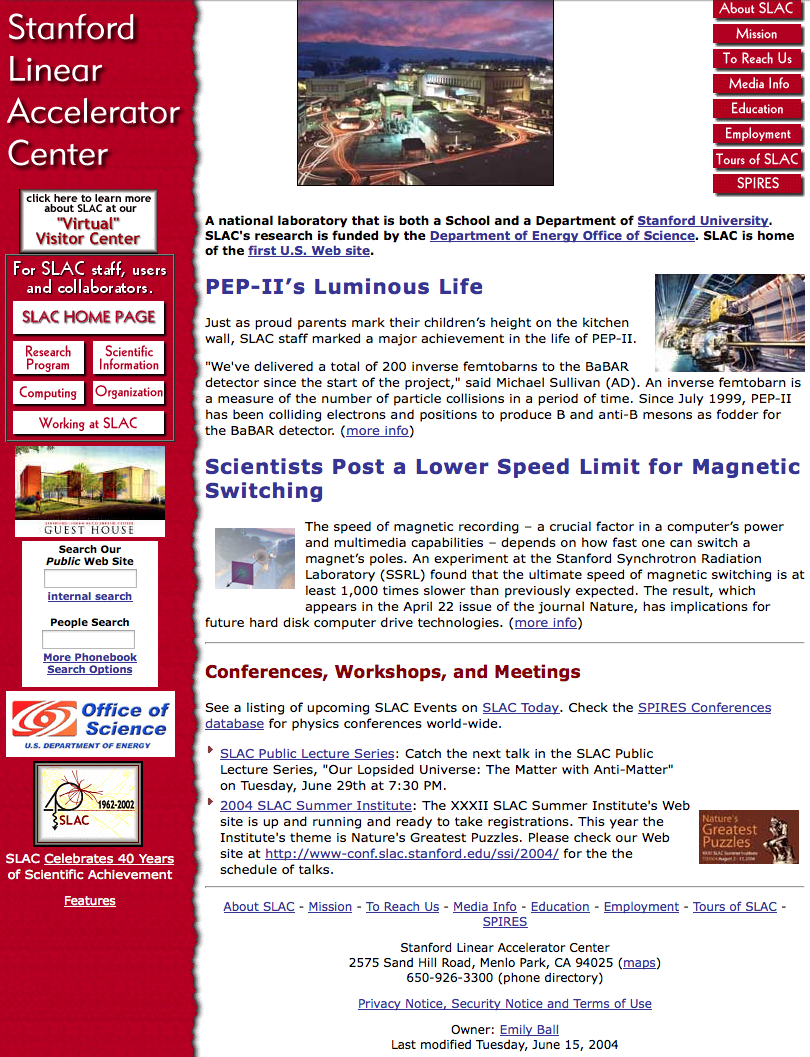 Stanford
Linear
Accelerator
Center
click here to learn more
about SLAC at our
"Virtual"
Visitor Center
For SLAC staff, users
and collaborators.
SLAC HOME PAGE
Research
Program
Scientific
Information
Computing
Organization
Working at SLAC
STANFORD LINEAR ACCELERATOR CENTER
GUEST HOUSE
Search Our
Public Web Site
internal search
People Search
More Phonebook
Search Options
Office of
Science
U.S. DEPARTMENT OF ENERGY
40
1962-2002
SLAC
SLAC Celebrates 40 Years
of Scientific Achievement
Features
About SLAC
Mission
To Reach Us
Media Info
Education
Employment
Tours of SLAC
SPIRES
A national laboratory that is both a School and a Department of Stanford University.
SLAC's research is funded by the Department of Energy Office of Science. SLAC is home
of the first U.S. Web site.
PEP-II’s Luminous Life
Just as proud parents mark their children’s height on the kitchen
wall, SLAC staff marked a major achievement in the life of PEP-II.
"We've delivered a total of 200 inverse femtobarns to the BaBAR
detector since the start of the project," said Michael Sullivan (AD). An inverse femtobarn is
a measure of the number of particle collisions in a period of time. Since July 1999, PEP-II
has been colliding electrons and positions to produce B and anti-B mesons as fodder for
the BaBAR detector. (more info)
Scientists Post a Lower Speed Limit for Magnetic
Switching
The speed of magnetic recording – a crucial factor in a computer’s power
and multimedia capabilities – depends on how fast one can switch a
magnet’s poles. An experiment at the Stanford Synchrotron Radiation
Laboratory (SSRL) found that the ultimate speed of magnetic switching is at
least 1,000 times slower than previously expected. The result, which
appears in the April 22 issue of the journal Nature, has implications for
future hard disk computer drive technologies. (more info)
Conferences, Workshops, and Meetings
See a listing of upcoming SLAC Events on SLAC Today. Check the SPIRES Conferences
database for physics conferences world-wide.
SLAC Public Lecture Series: Catch the next talk in the SLAC Public
Lecture Series, "Our Lopsided Universe: The Matter with Anti-Matter"
on Tuesday, June 29th at 7:30 PM.
2004 SLAC Summer Institute: The XXXII SLAC Summer Institute's Web
site is up and running and ready to take registrations. This year the
Institute's theme is Nature's Greatest Puzzles. Please check our Web
site at http://www-conf.slac.stanford.edu/ssi/2004/ for the the
schedule of talks.
Nature's
Greatest
Puzzles
About SLAC - Mission - To Reach Us - Media Info - Education - Employment - Tours of SLAC -
SPIRES
Stanford Linear Accelerator Center
2575 Sand Hill Road, Menlo Park, CA 94025 (maps)
650-926-3300 (phone directory)
Privacy Notice, Security Notice and Terms of Use
Owner: Emily Ball
Last modified Tuesday, June 15, 2004